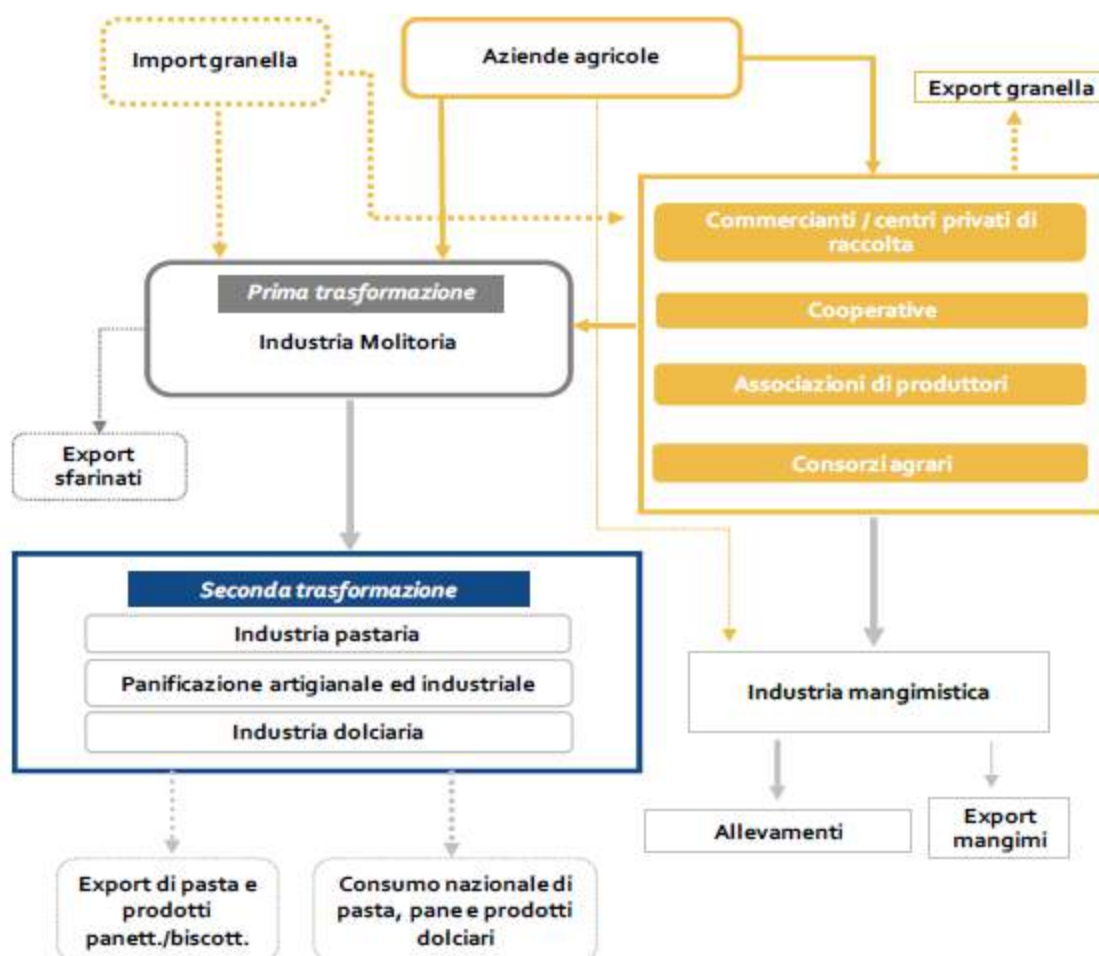 Import granella
Aziende agricole
Export granella
Commercianti / centri privati di
raccolta
Prima trasformazione
Cooperative
Industria Molitoria
Associazioni di produttori
Export
sfarinati
Consorzi agrari
Seconda trasformazione
Industria pastaria
Panificazione artigianale ed industriale
Industria dolciaria
Industria mangimistica
Allevamenti
Export
mangimi
Export di pasta e
prodotti
panett./biscott.
Consumo nazionale di
pasta, pane e prodotti
dolciari